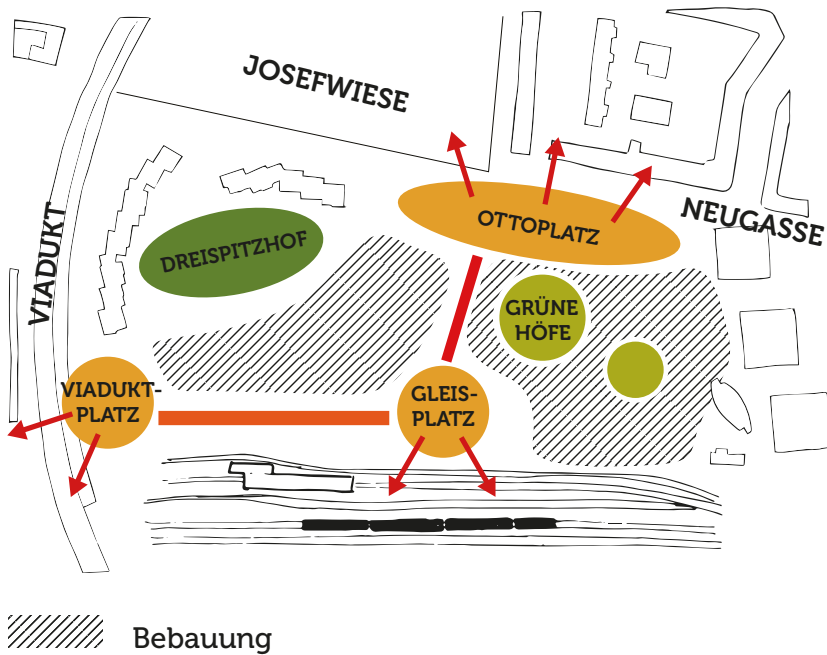 JOSEFWIESE
VIADUKT
DREISPITZHOF
OTTOPLATZ
NEUGASSE
GRÜNE
HÖFE
VIADUKT-
PLATZ
GLEIS-
PLATZ
Bebauung